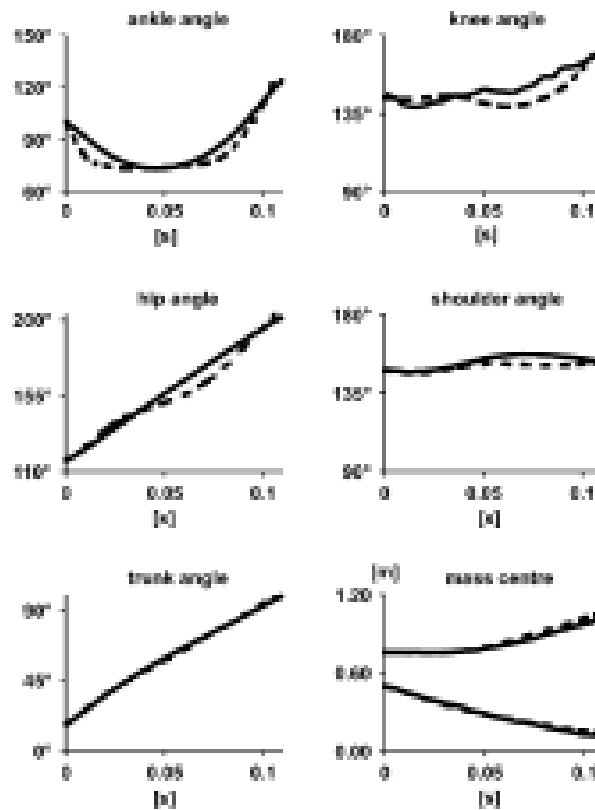 ankle angle
150°
120°
90°
60°
0 0.05 0.1
[s]
knee angle
180°
135°
90°
0 0.05 0.1
[s]
hip angle
200°
155°
110°
0 0.05 0.1
[s]
shoulder angle
180°
135°
90°
0 0.05 0.1
[s]
trunk angle
90°
45°
0°
0 0.05 0.1
[s]
[m] mass centre
1.20
0.60
0.00
0 0.05 0.1
[s]